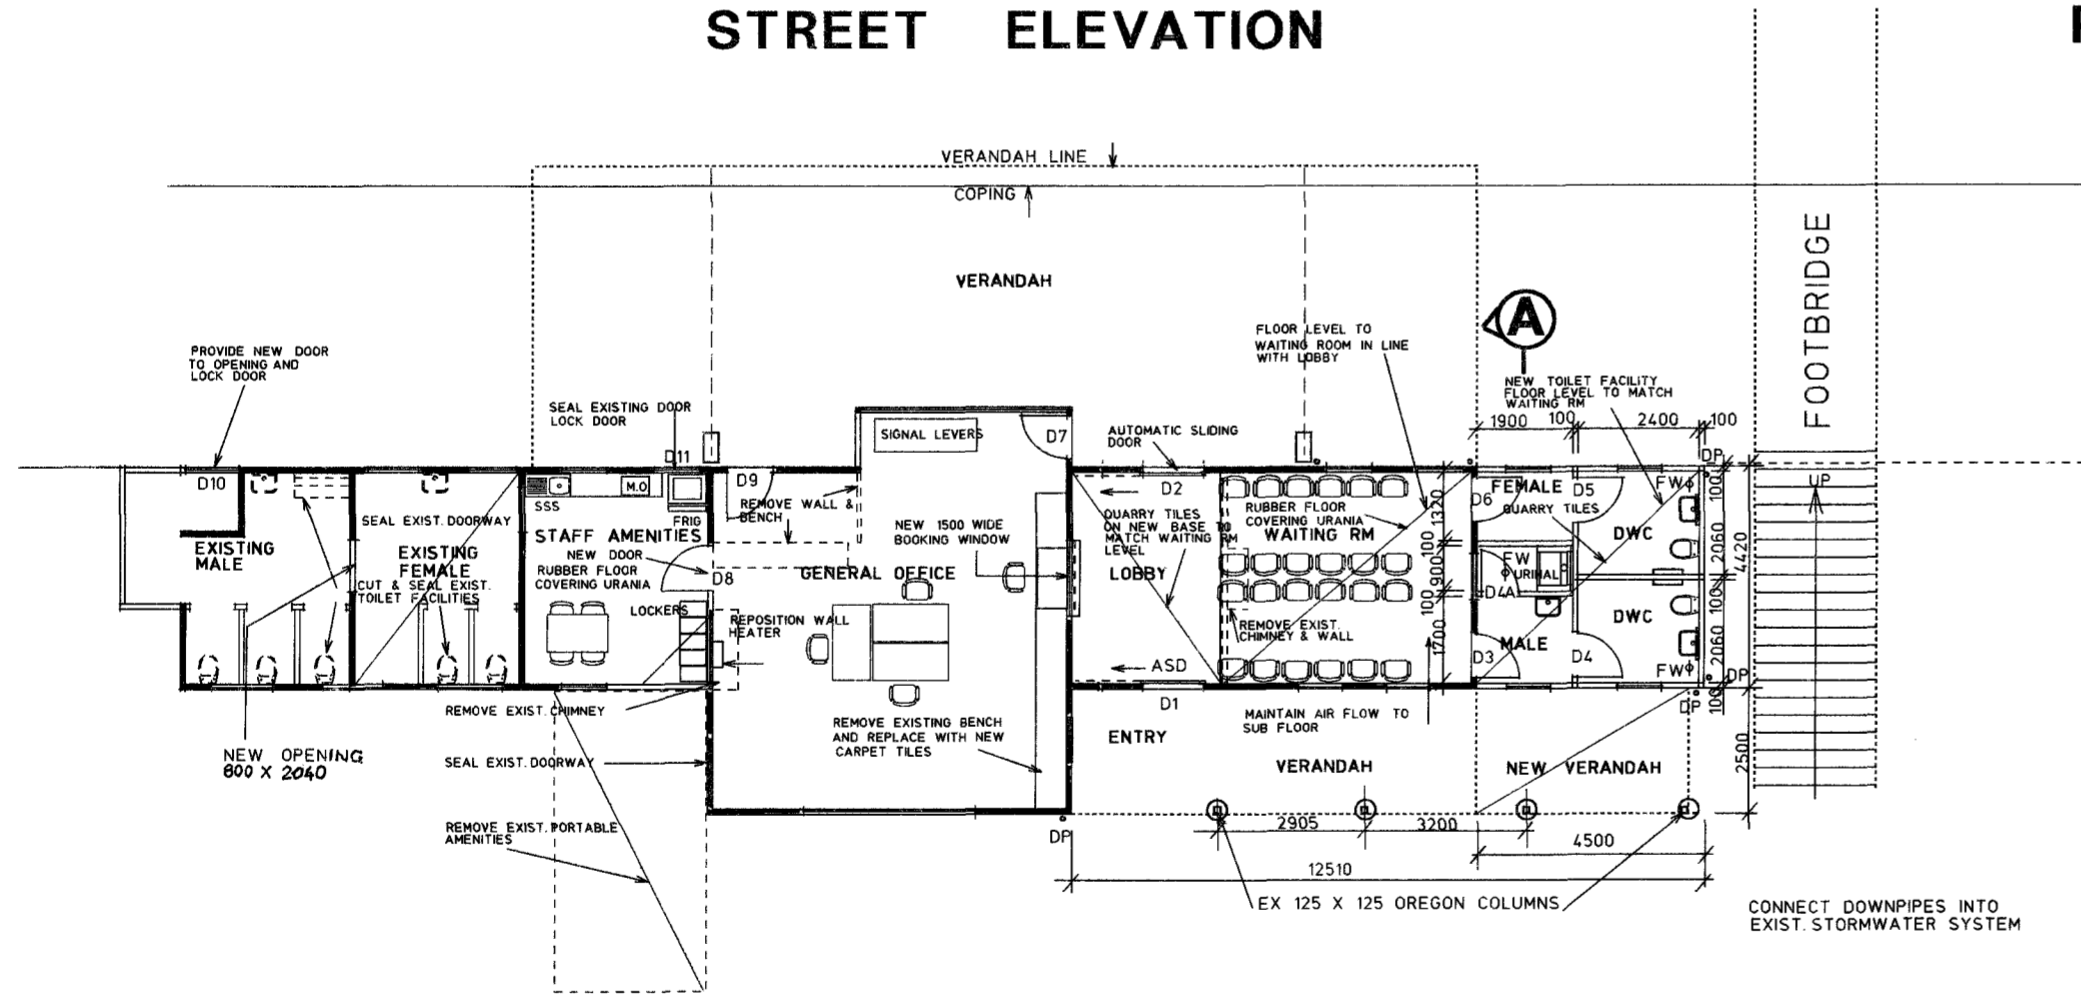 STREET ELEVATION
VERANDAH LINE
COPING
VERANDAH
FOOTBRIDGE
UP
A
PROVIDE NEW DOOR
TO OPENING AND
LOCK DOOR
SEAL EXISTING DOOR
LOCK DOOR
D11
SIGNAL LEVERS
D7
AUTOMATIC SLIDING
DOOR
FLOOR LEVEL TO
WAITING ROOM IN LINE
WITH LOBBY
NEW TOILET FACILITY
FLOOR LEVEL TO MATCH
WAITING RM
1900
100
2400
100
DP
D10
EXISTING
MALE
SEAL EXIST. DOORWAY
EXISTING
FEMALE
CUT & SEAL EXIST.
TOILET FACILITIES
SSS
M.O
FRIG
STAFF AMENITIES
NEW DOOR
RUBBER FLOOR
COVERING URANIA
LOCKERS
D9
REMOVE WALL &
BENCH
D8
GENERAL OFFICE
NEW 1500 WIDE
BOOKING WINDOW
REPOSITION WALL
HEATER
D2
QUARRY TILES
ON NEW BASE TO
MATCH WAITING RM
LEVEL
LOBBY
ASD
D1
RUBBER FLOOR
COVERING URANIA
WAITING RM
REMOVE EXIST.
CHIMNEY & WALL
1320
100
900
100
1700
D6
FEMALE
D5
QUARRY TILES
FW
DWC
FW
URINAL
D4A
DWC
MALE
D3
D4
FW
DP
DP
100
2060
100
2060
100
4420
2500
NEW OPENING
800 X 2040
REMOVE EXIST. CHIMNEY
SEAL EXIST. DOORWAY
REMOVE EXIST. PORTABLE
AMENITIES
REMOVE EXISTING BENCH
AND REPLACE WITH NEW
CARPET TILES
ENTRY
MAINTAIN AIR FLOW TO
SUB FLOOR
VERANDAH
NEW VERANDAH
DP
2905
3200
4500
12510
EX 125 X 125 OREGON COLUMNS
CONNECT DOWNPIPES INTO
EXIST. STORMWATER SYSTEM